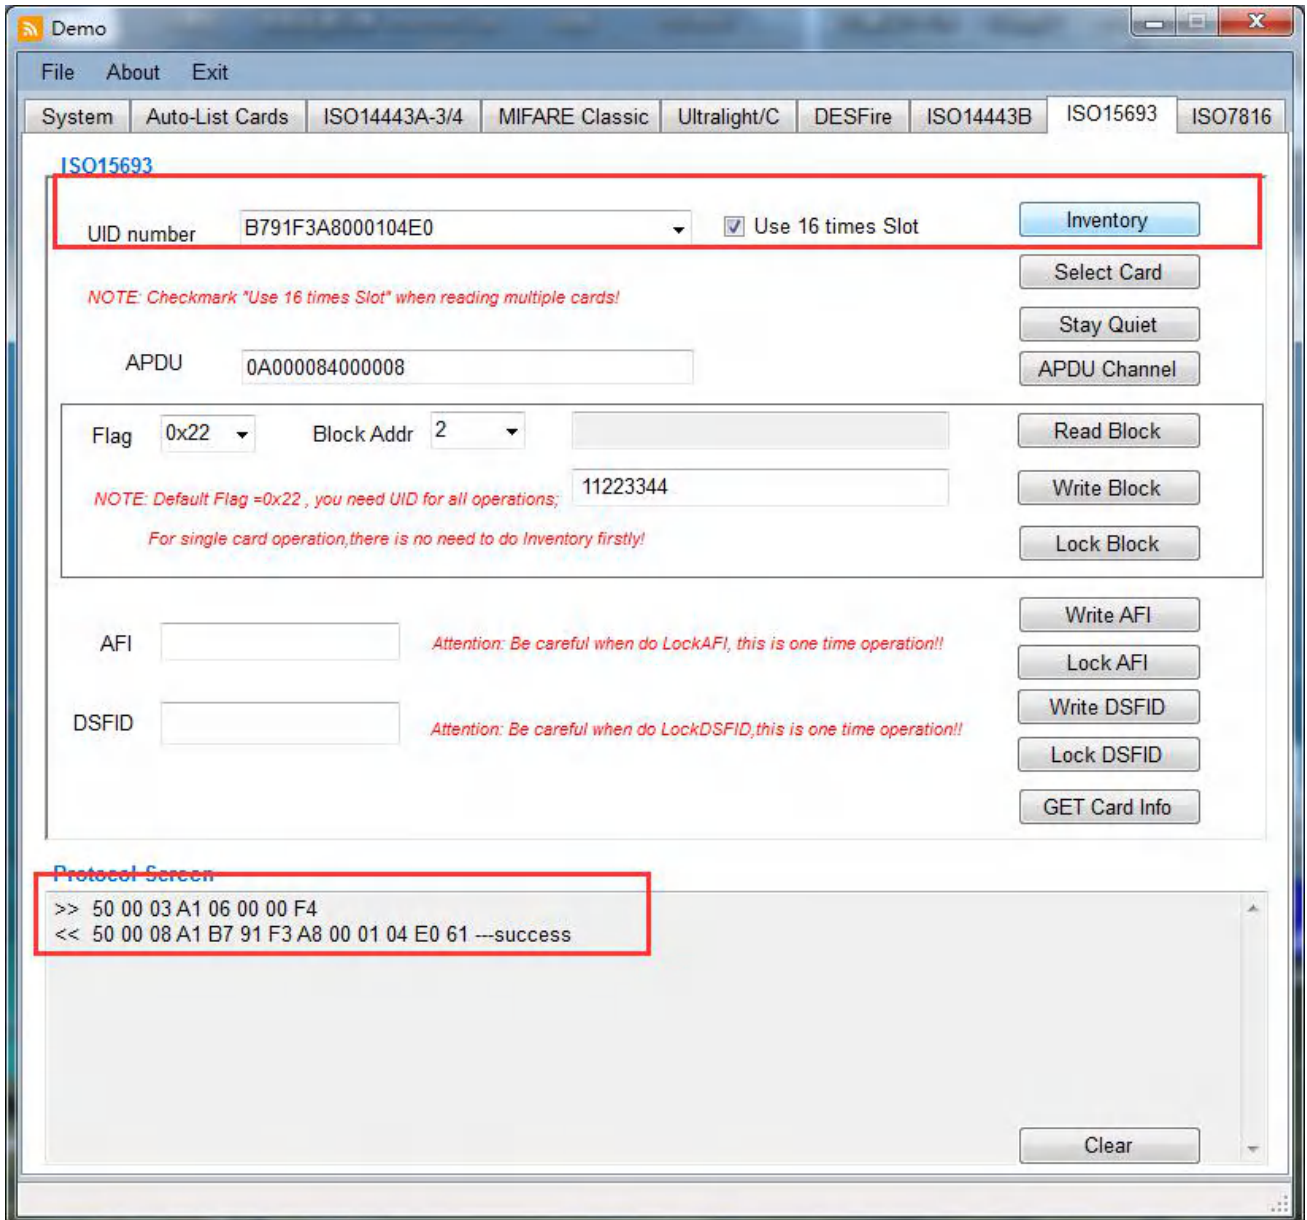 Demo
File About Exit
System Auto-List Cards ISO14443A-3/4 MIFARE Classic Ultralight/C DESFire ISO14443B ISO15693 ISO7816
ISO15693
UID number B791F3A8000104E0 Use 16 times Slot Inventory
Select Card
NOTE: Checkmark "Use 16 times Slot" when reading multiple cards!
Stay Quiet
APDU 0A000084000008 APDU Channel
Flag 0x22 Block Addr 2 Read Block
NOTE: Default Flag =0x22 , you need UID for all operations; 11223344 Write Block
For single card operation,there is no need to do Inventory firstly! Lock Block
Write AFI
AFI Attention: Be careful when do LockAFI, this is one time operation!!
Lock AFI
Write DSFID
DSFID Attention: Be careful when do LockDSFID,this is one time operation!!
Lock DSFID
GET Card Info
Protocol Screen
>> 50 00 03 A1 06 00 00 F4
<< 50 00 08 A1 B7 91 F3 A8 00 01 04 E0 61 ---success
Clear